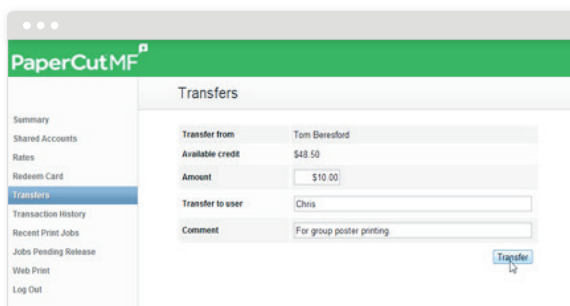 PaperCutMF
Transfers
Summary
Shared Accounts
Rates
Redeem Card
Transfers
Transaction History
Recent Print Jobs
Jobs Pending Release
Web Print
Log Out
Transfer from Tom Beresford
Available credit $48.50
Amount $10.00
Transfer to user Chris
Comment For group poster printing
Transfer